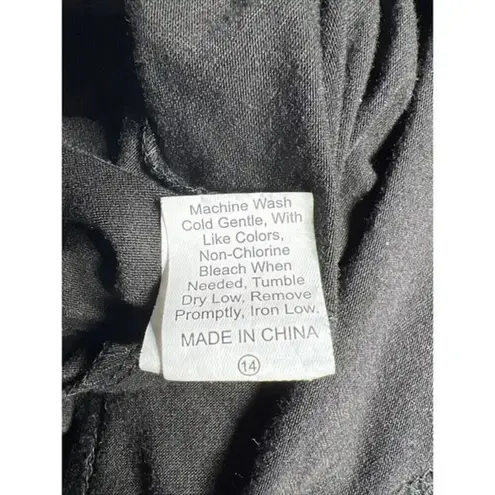 Machine Wash
Cold Gentle, With
Like Colors,
Non-Chlorine
Bleach When
Needed, Tumble
Dry Low, Remove
Promptly, Iron Low.
MADE IN CHINA
14